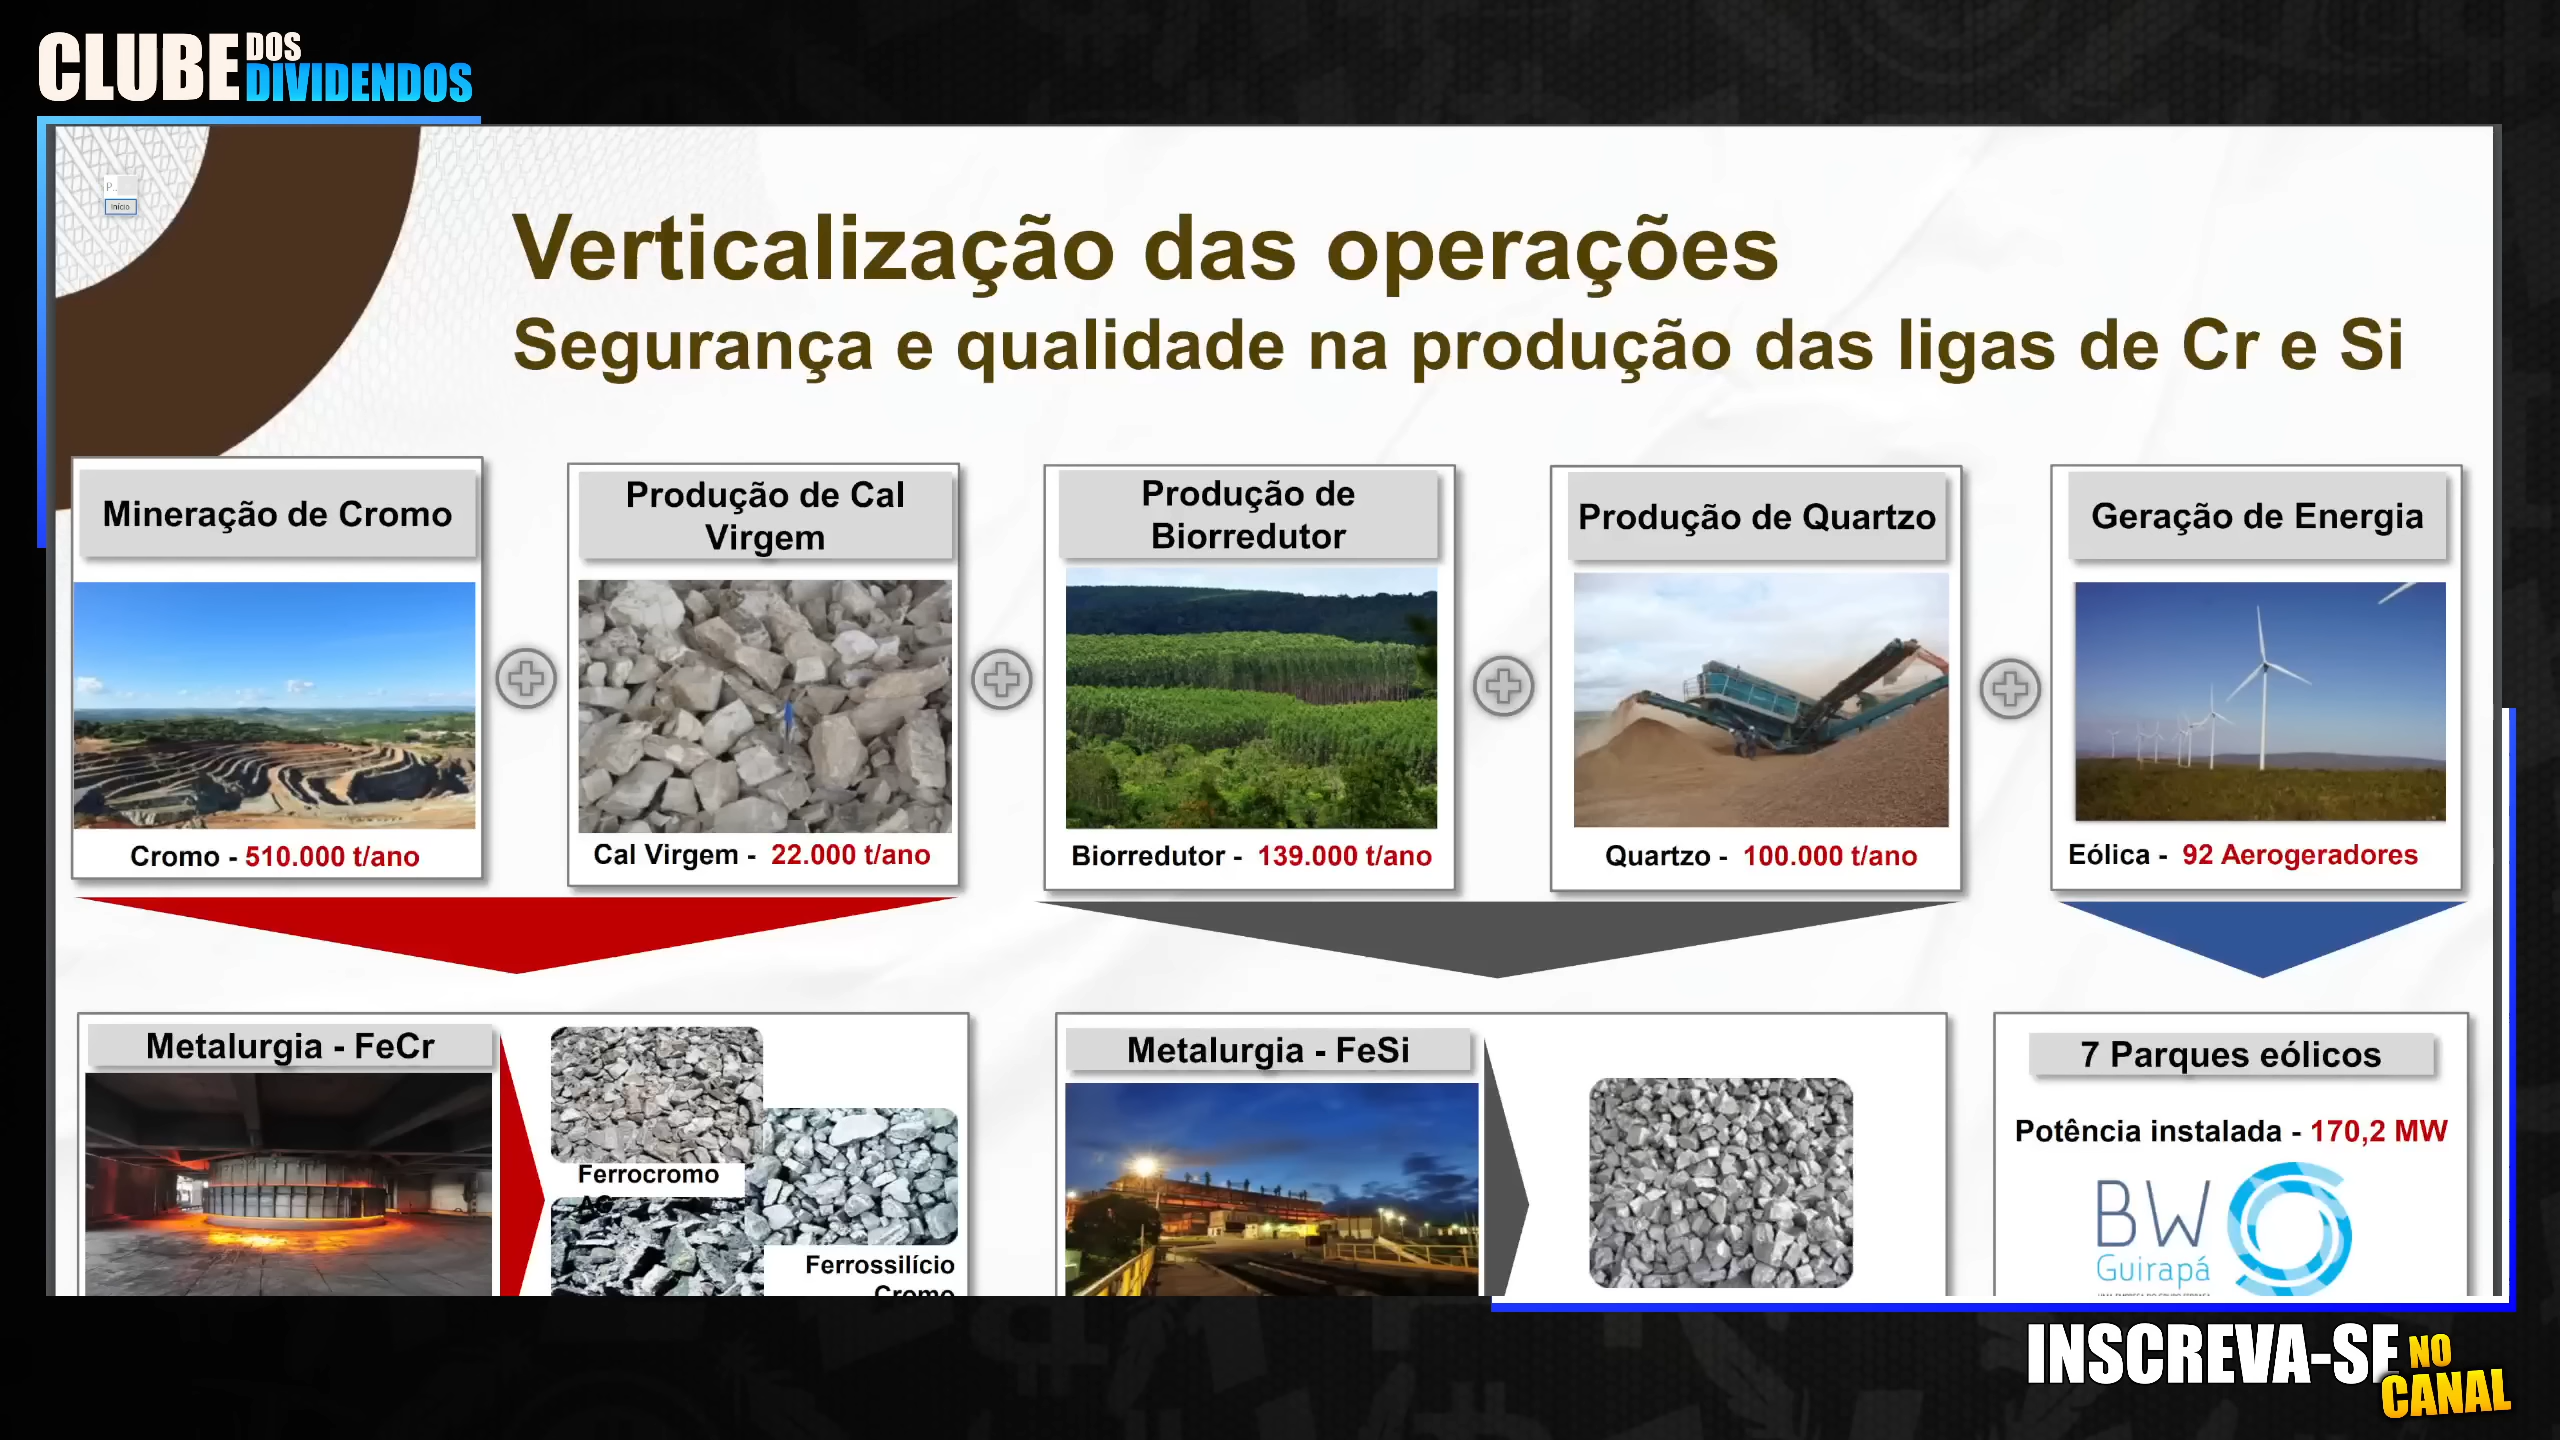 CLUBE DOS
DIVIDENDOS
P..
Início
Verticalização das operações
Segurança e qualidade na produção das ligas de Cr e Si
Mineração de Cromo
Cromo - 510.000 t/ano
Produção de Cal
Virgem
Cal Virgem - 22.000 t/ano
Produção de
Biorredutor
Biorredutor - 139.000 t/ano
Produção de Quartzo
Quartzo - 100.000 t/ano
Geração de Energia
Eólica - 92 Aerogeradores
Metalurgia - FeCr
Ferrocromo
Ferrossilício
Cromo
Metalurgia - FeSi
7 Parques eólicos
Potência instalada - 170,2 MW
BW
Guirapá
INSCREVA-SE NO
CANAL